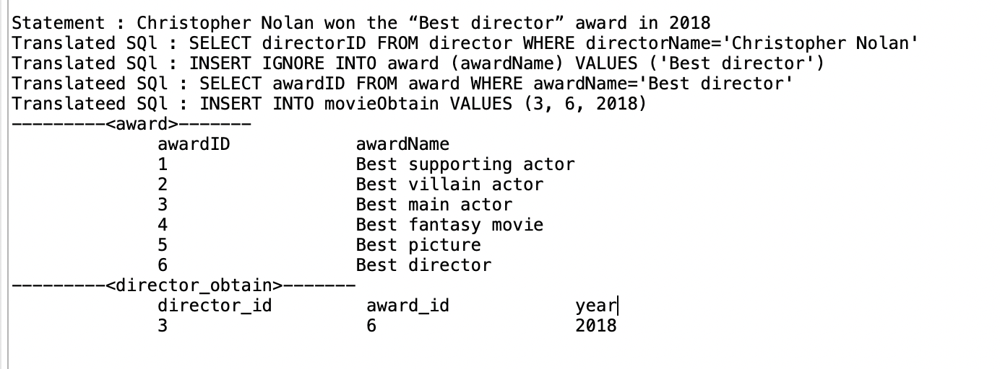 Statement : Christopher Nolan won the “Best director” award in 2018
Translated SQl : SELECT directorID FROM director WHERE directorName='Christopher Nolan'
Translated SQl : INSERT IGNORE INTO award (awardName) VALUES ('Best director')
Translateed SQl : SELECT awardID FROM award WHERE awardName='Best director'
Translateed SQl : INSERT INTO movieObtain VALUES (3, 6, 2018)
---------<award>-------
awardID awardName
1 Best supporting actor
2 Best villain actor
3 Best main actor
4 Best fantasy movie
5 Best picture
6 Best director
---------<director_obtain>-------
director_id award_id year
3 6 2018